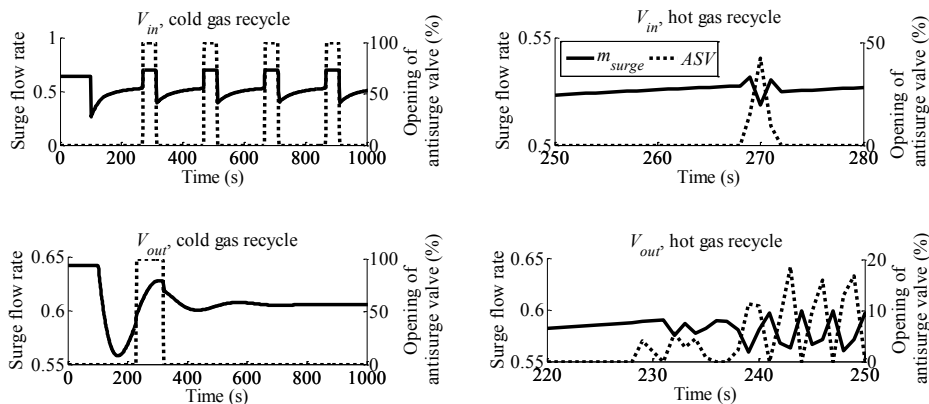 V_in, cold gas recycle
Surge flow rate
1
0.5
0
100
50
0
Opening of
antisurge valve (%)
0 200 400 600 800 1000
Time (s)
V_in, hot gas recycle
Surge flow rate
0.55
0.5
50
0
Opening of
antisurge valve (%)
m_surge ASV
250 260 270 280
Time (s)
V_out, cold gas recycle
Surge flow rate
0.65
0.6
0.55
100
50
0
Opening of
antisurge valve (%)
0 200 400 600 800 1000
Time (s)
V_out, hot gas recycle
Surge flow rate
0.65
0.6
0.55
20
10
0
Opening of
antisurge valve (%)
220 230 240 250
Time (s)